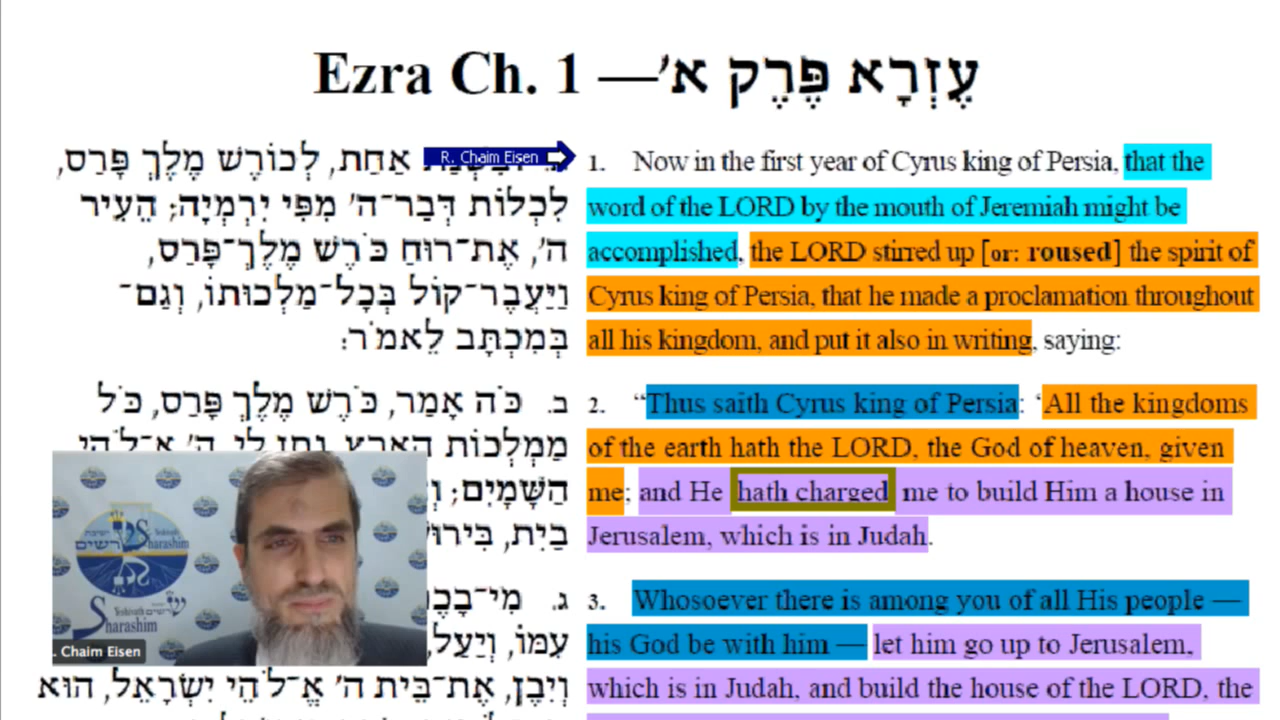 Ezra Ch. 1 —עֶזְרָא פֶּרֶק א׳
אַחַת, לְכוֹרֶשׁ מֶלֶךְ פָּרַס,
לִכְלוֹת דְּבַר־ה׳ מִפִּי יִרְמְיָה; הֵעִיר
ה׳, אֶת־רוּחַ כֹּרֶשׁ מֶלֶךְ־פָּרַס,
וַיַּעֲבֶר־קוֹל בְּכָל־מַלְכוּתוֹ, וְגַם־
בְּמִכְתָּב לֵאמֹר:
ב. כֹּה אָמַר, כֹּרֶשׁ מֶלֶךְ פָּרַס, כֹּל
מַמְלְכוֹת הָאָרֶץ נָתַן לִי ה׳ אֱ־לֹהֵי
הַשָּׁמָיִם;
בַּיִת,
ג. מִי־
עַמּוֹ,
וְיִבֶן, אֶת־בֵּית ה׳ אֱ־לֹהֵי יִשְׂרָאֵל, הוּא
R. Chaim Eisen
1. Now in the first year of Cyrus king of Persia, that the
word of the LORD by the mouth of Jeremiah might be
accomplished, the LORD stirred up [or: roused] the spirit of
Cyrus king of Persia, that he made a proclamation throughout
all his kingdom, and put it also in writing, saying:
2. “Thus saith Cyrus king of Persia: ‘All the kingdoms
of the earth hath the LORD, the God of heaven, given
me; and He hath charged me to build Him a house in
Jerusalem, which is in Judah.
3. Whosoever there is among you of all His people —
his God be with him — let him go up to Jerusalem,
which is in Judah, and build the house of the LORD, the
Yeshivath
Sharashim
. Chaim Eisen